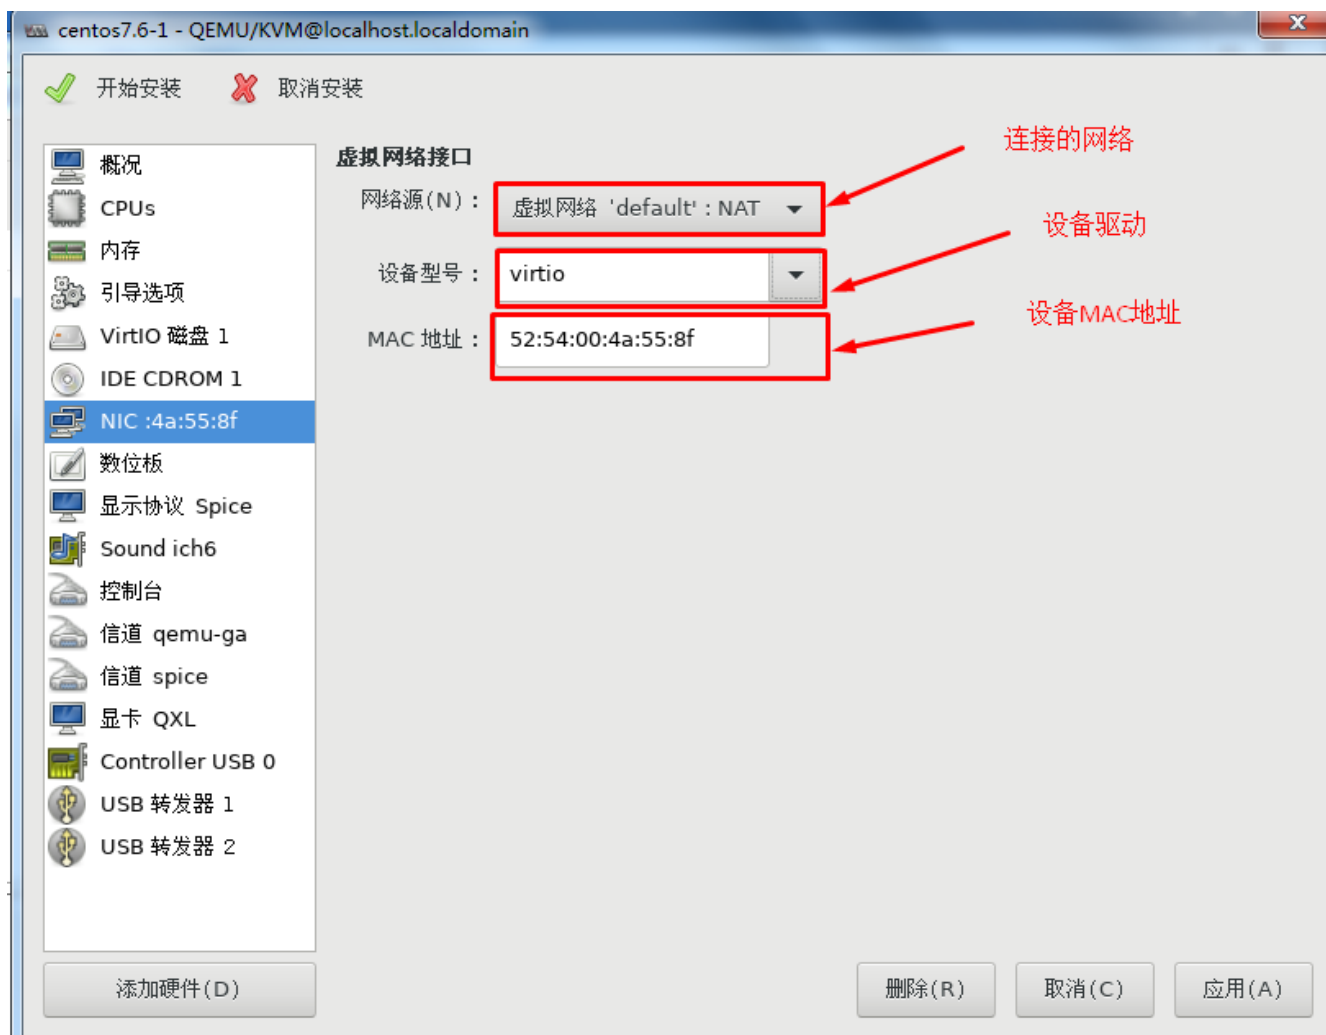 centos7.6-1 - QEMU/KVM@localhost.localdomain
开始安装 取消安装
概况
CPUs
内存
引导选项
VirtIO 磁盘 1
IDE CDROM 1
NIC :4a:55:8f
数位板
显示协议 Spice
Sound ich6
控制台
信道 qemu-ga
信道 spice
显卡 QXL
Controller USB 0
USB 转发器 1
USB 转发器 2
添加硬件(D)
虚拟网络接口
网络源(N) : 虚拟网络 'default' : NAT
设备型号 : virtio
MAC 地址 : 52:54:00:4a:55:8f
连接的网络
设备驱动
设备MAC地址
删除(R) 取消(C) 应用(A)